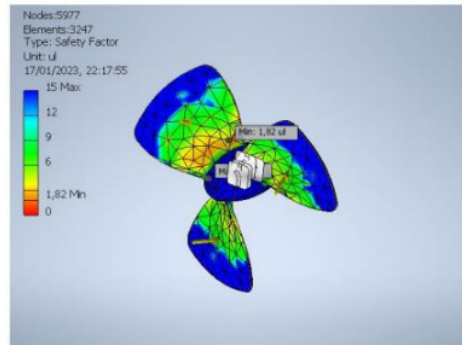 Nodes:5977
Elements:3247
Type: Safety Factor
Unit: ul
17/01/2023, 22:17:55
15 Max
12
9
6
1,82 Min
0
Min: 1,82 ul